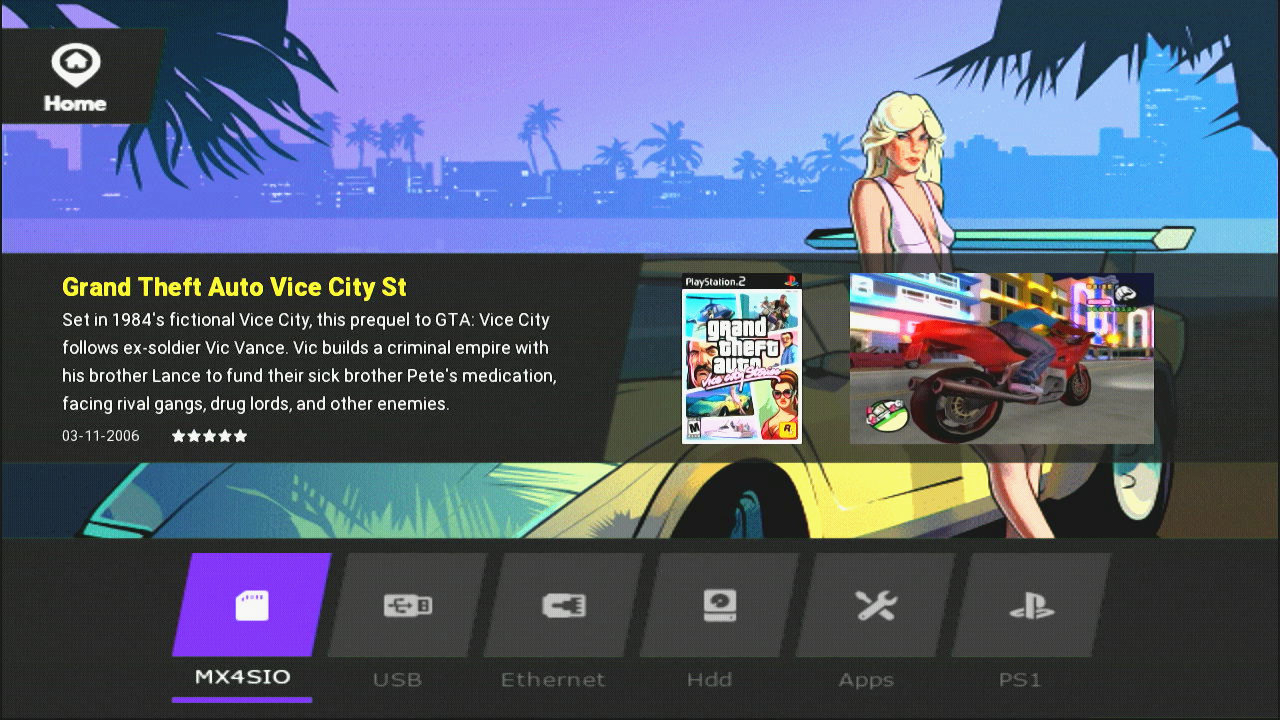 Home
Grand Theft Auto Vice City St
Set in 1984's fictional Vice City, this prequel to GTA: Vice City
follows ex-soldier Vic Vance. Vic builds a criminal empire with
his brother Lance to fund their sick brother Pete's medication,
facing rival gangs, drug lords, and other enemies.
03-11-2006
PlayStation.2
grand
theft
auto
Vice City Stories
M
R
MX4SIO
USB
Ethernet
Hdd
Apps
PS1